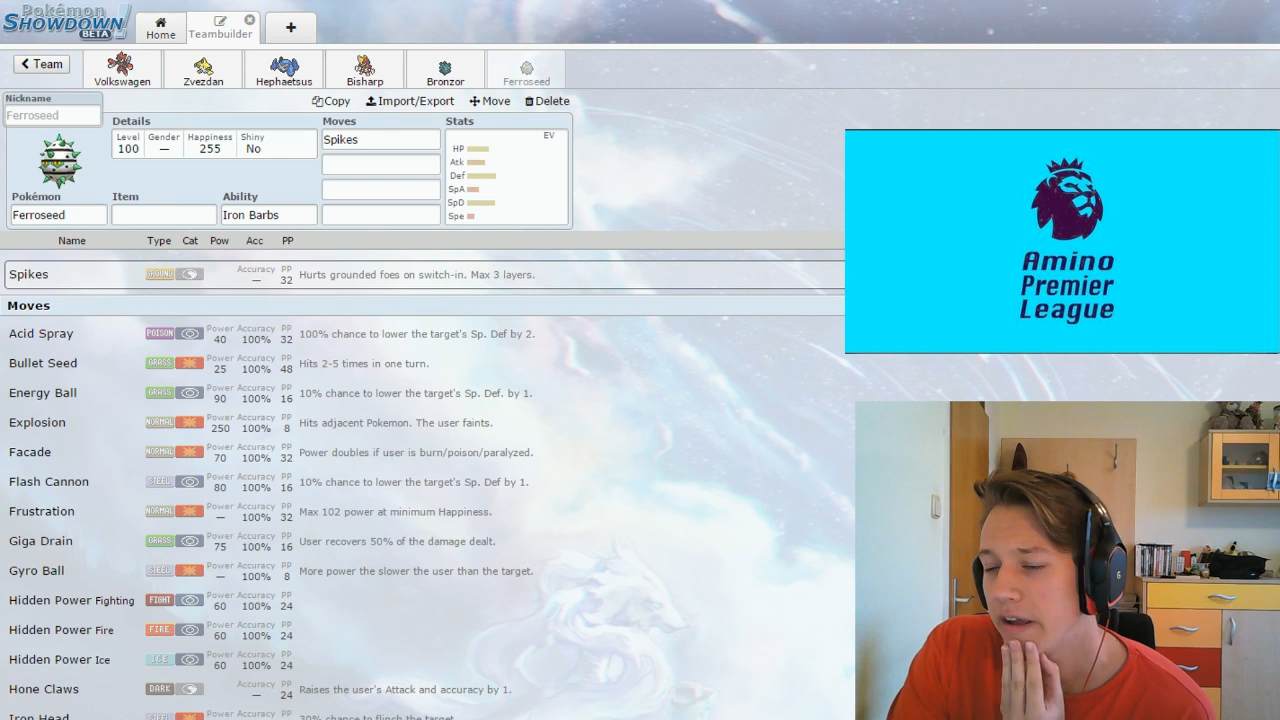 Pokémon
SHOWDOWN!
BETA
Home
Teambuilder
+
Team
Volkswagen
Zvezdan
Hephaetsus
Bisharp
Bronzor
Ferroseed
Nickname
Ferroseed
Copy Import/Export Move Delete
Details
Level Gender Happiness Shiny
100 — 255 No
Moves
Spikes
Stats
EV
HP
Atk
Def
SpA
SpD
Spe
Pokémon Item Ability
Ferroseed Iron Barbs
Name Type Cat Pow Acc PP
Spikes GROUND Accuracy — PP 32 Hurts grounded foes on switch-in. Max 3 layers.
Moves
Acid Spray POISON Power 40 Accuracy 100% PP 32 100% chance to lower the target's Sp. Def by 2.
Bullet Seed GRASS Power 25 Accuracy 100% PP 48 Hits 2-5 times in one turn.
Energy Ball GRASS Power 90 Accuracy 100% PP 16 10% chance to lower the target's Sp. Def. by 1.
Explosion NORMAL Power 250 Accuracy 100% PP 8 Hits adjacent Pokemon. The user faints.
Facade NORMAL Power 70 Accuracy 100% PP 32 Power doubles if user is burn/poison/paralyzed.
Flash Cannon STEEL Power 80 Accuracy 100% PP 16 10% chance to lower the target's Sp. Def by 1.
Frustration NORMAL Power — Accuracy 100% PP 32 Max 102 power at minimum Happiness.
Giga Drain GRASS Power 75 Accuracy 100% PP 16 User recovers 50% of the damage dealt.
Gyro Ball STEEL Power — Accuracy 100% PP 8 More power the slower the user than the target.
Hidden Power Fighting FIGHT Power 60 Accuracy 100% PP 24
Hidden Power Fire FIRE Power 60 Accuracy 100% PP 24
Hidden Power Ice ICE Power 60 Accuracy 100% PP 24
Hone Claws DARK Accuracy — PP 24 Raises the user's Attack and accuracy by 1.
Iron Head STEEL Power Accuracy PP 30% chance to flinch the target.
Amino
Premier
League